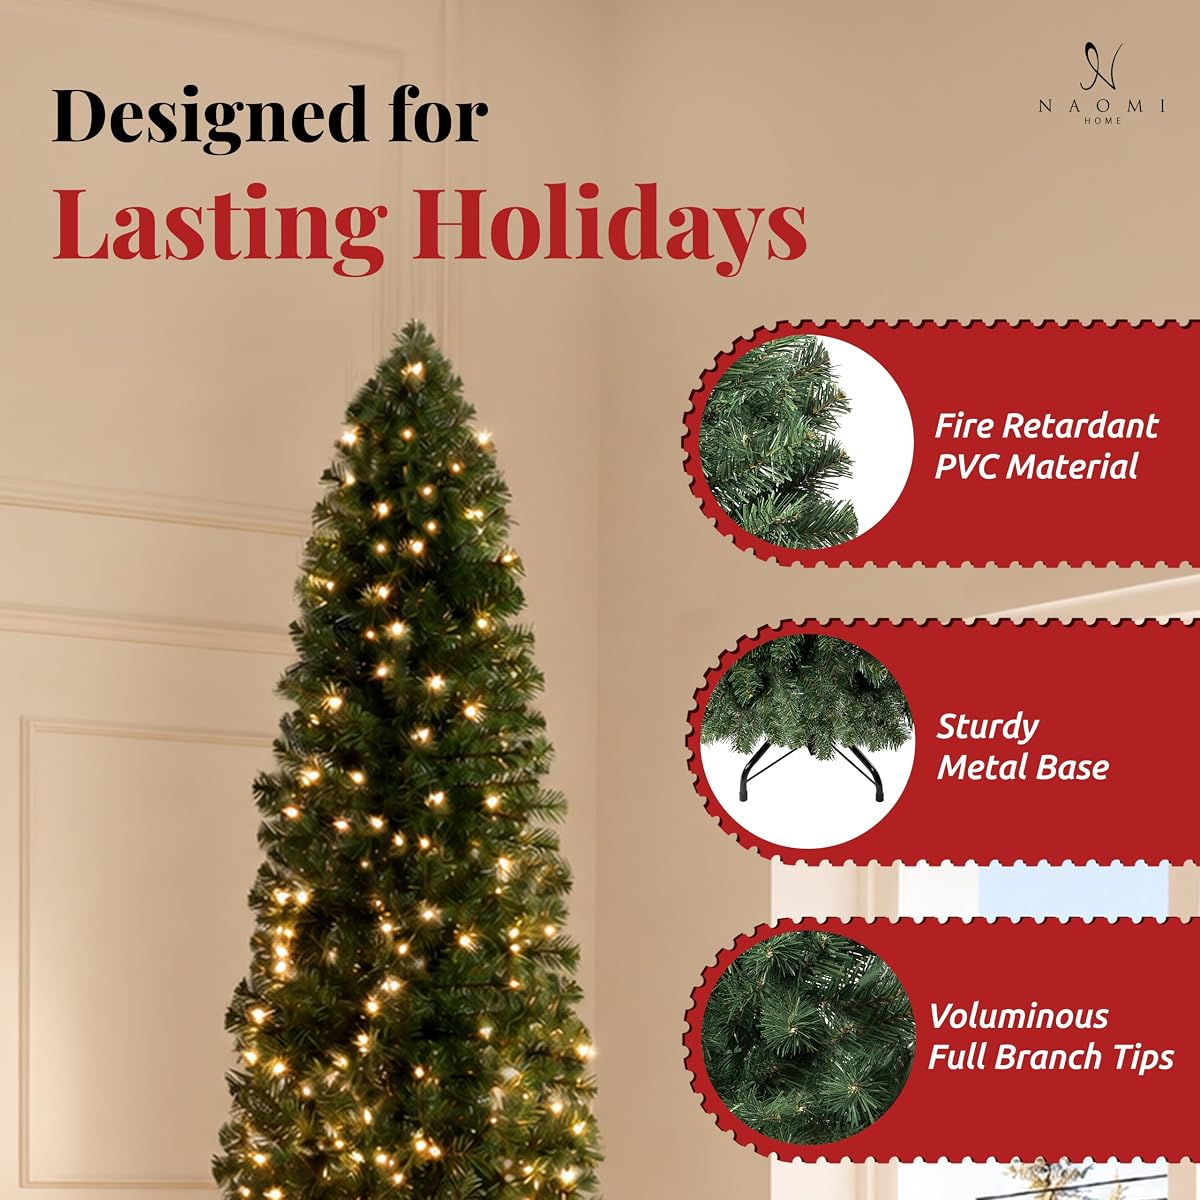 Designed for
Lasting Holidays
NAOMI
HOME
Fire Retardant
PVC Material
Sturdy
Metal Base
Voluminous
Full Branch Tips